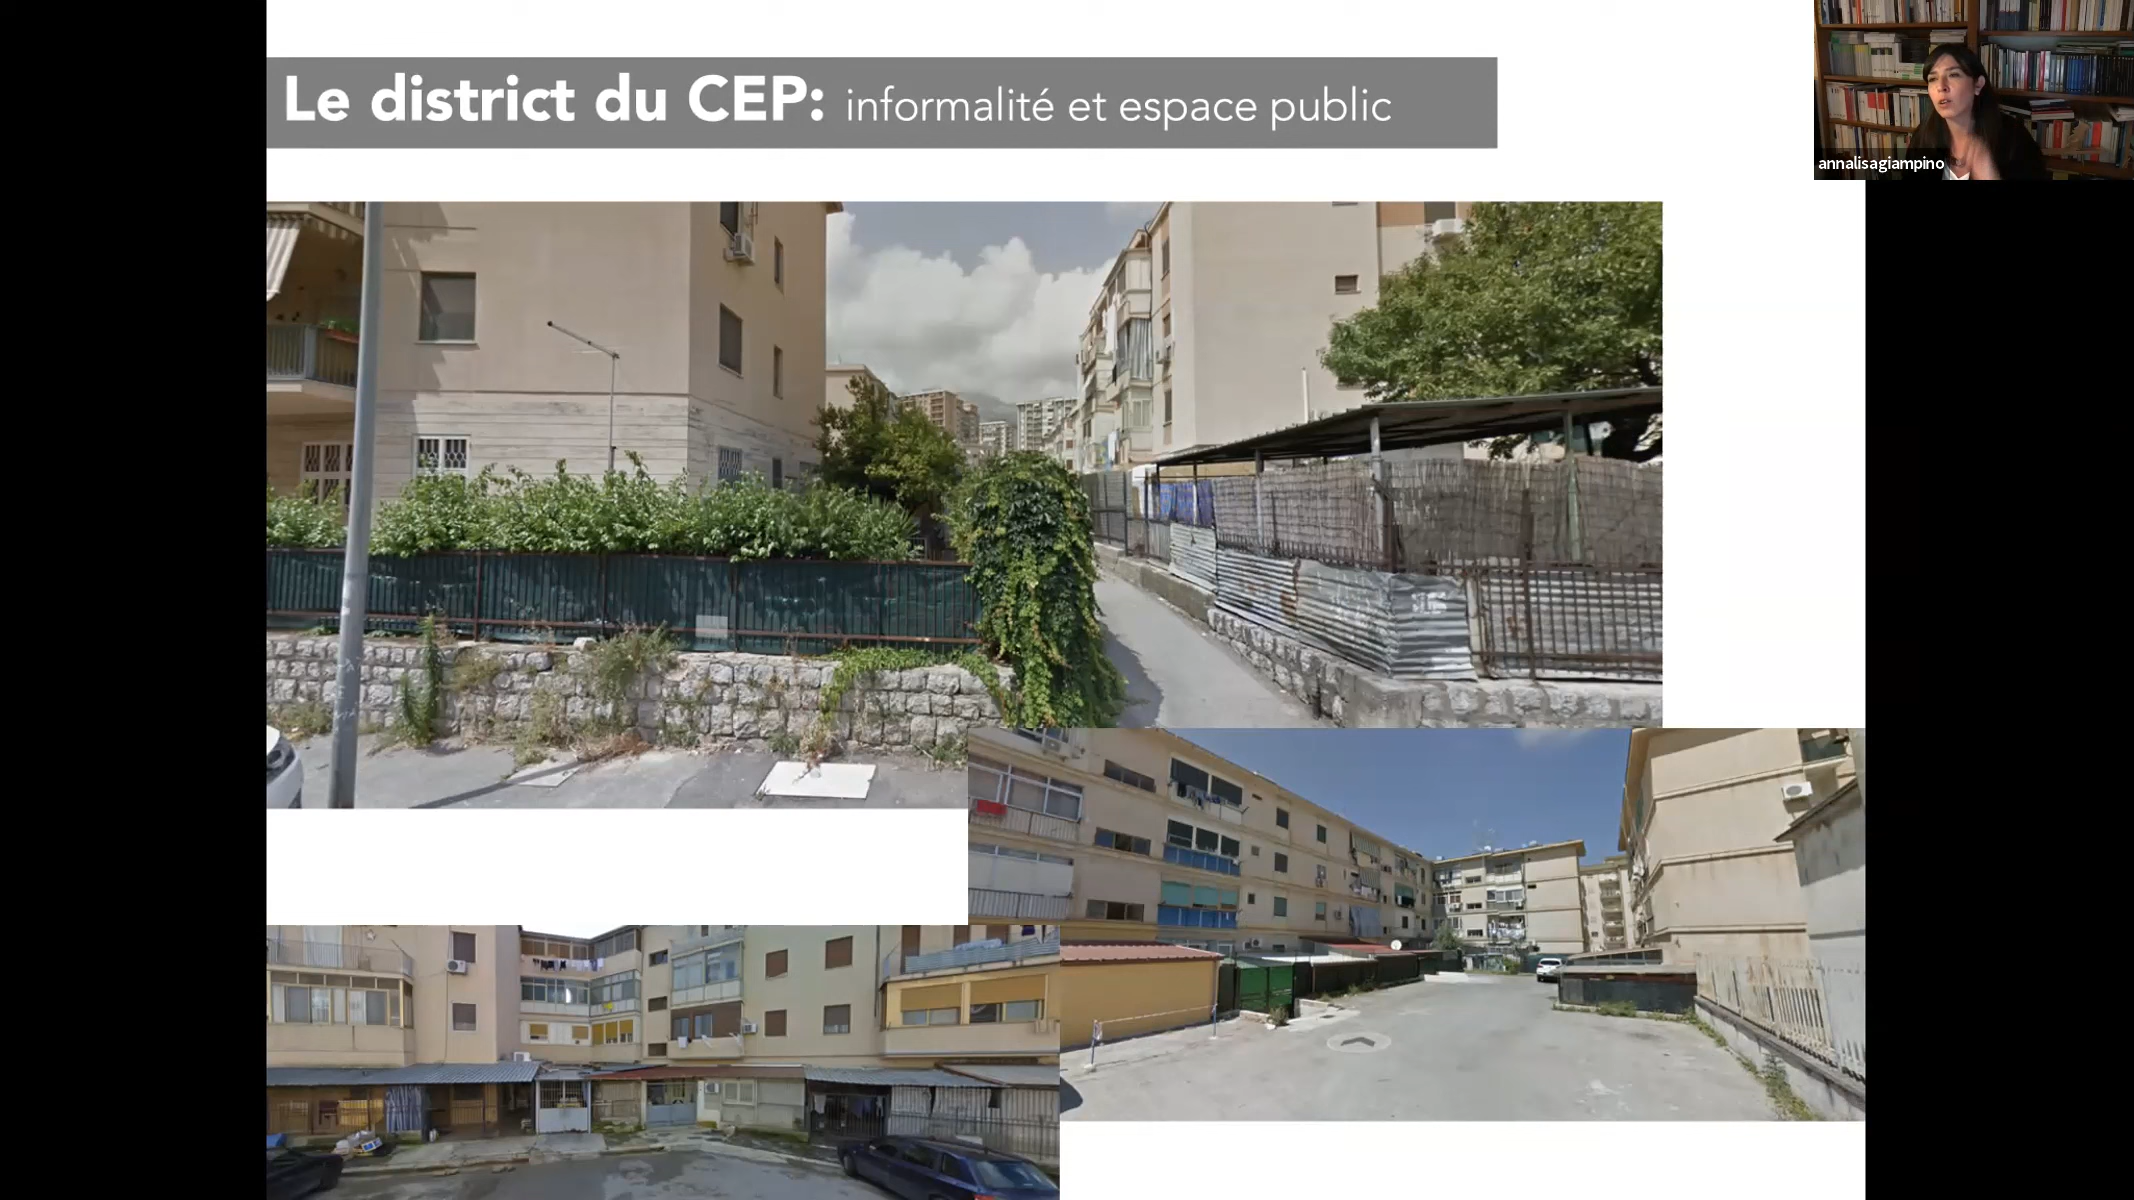 Le district du CEP: informalité et espace public
annalisagiampino